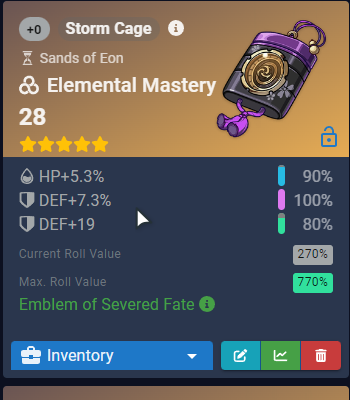 +0 Storm Cage
Sands of Eon
Elemental Mastery
28
HP+5.3% 90%
DEF+7.3% 100%
DEF+19 80%
Current Roll Value 270%
Max. Roll Value 770%
Emblem of Severed Fate
Inventory